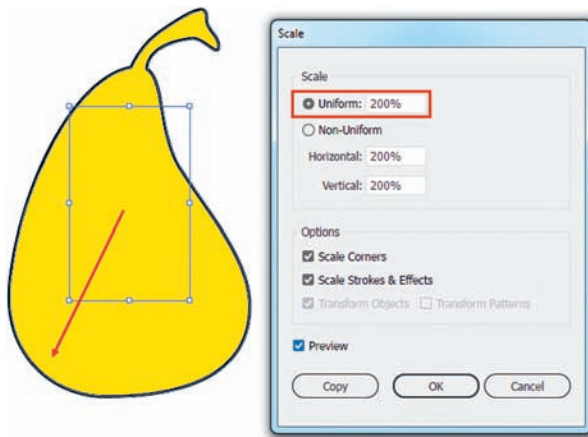 Scale
Scale
Uniform: 200%
Non-Uniform
Horizontal: 200%
Vertical: 200%
Options
Scale Corners
Scale Strokes & Effects
Transform Objects Transform Patterns
Preview
Copy OK Cancel